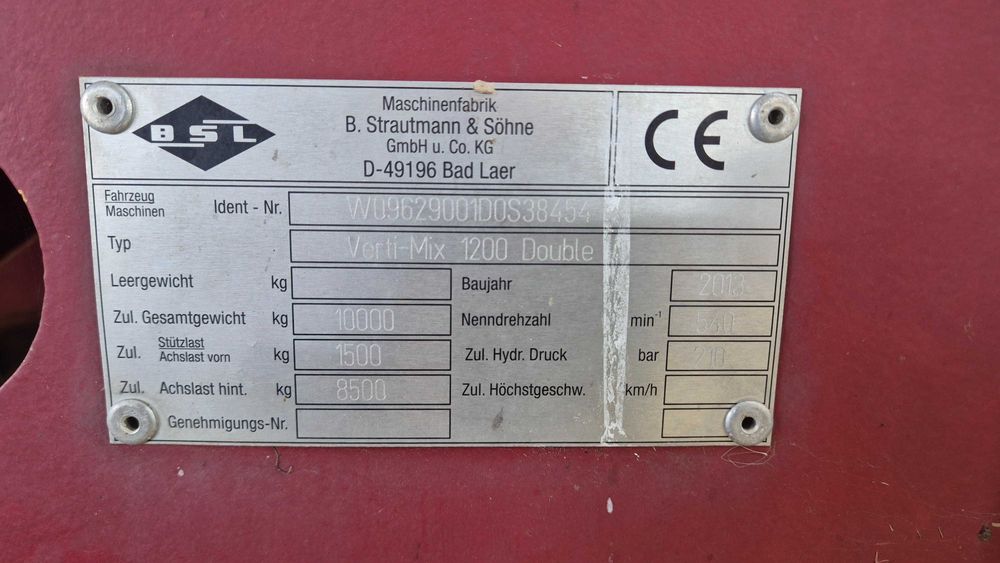 BSL
Maschinenfabrik
B. Strautmann & Söhne
GmbH u. Co. KG
D-49196 Bad Laer
CE
Fahrzeug
Maschinen Ident - Nr. W09629001D0S38454
Typ Verti-Mix 1200 Double
Leergewicht kg Baujahr 2013
Zul. Gesamtgewicht kg 10000 Nenndrehzahl min⁻¹ 540
Zul. Stützlast
Achslast vorn kg 1500 Zul. Hydr. Druck bar 210
Zul. Achslast hint. kg 8500 Zul. Höchstgeschw. km/h
Genehmigungs-Nr.